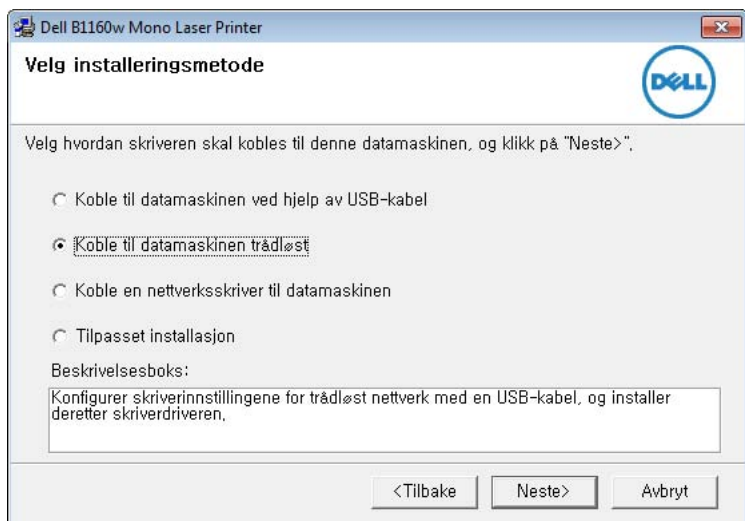 Dell B1160w Mono Laser Printer
Velg installeringsmetode
DELL
Velg hvordan skriveren skal kobles til denne datamaskinen, og klikk på "Neste>".
Koble til datamaskinen ved hjelp av USB-kabel
Koble til datamaskinen trådløst
Koble en nettverksskriver til datamaskinen
Tilpasset installasjon
Beskrivelsesboks:
Konfigurer skriverinnstillingene for trådløst nettverk med en USB-kabel, og installer
deretter skriverdriveren.
<Tilbake
Neste>
Avbryt